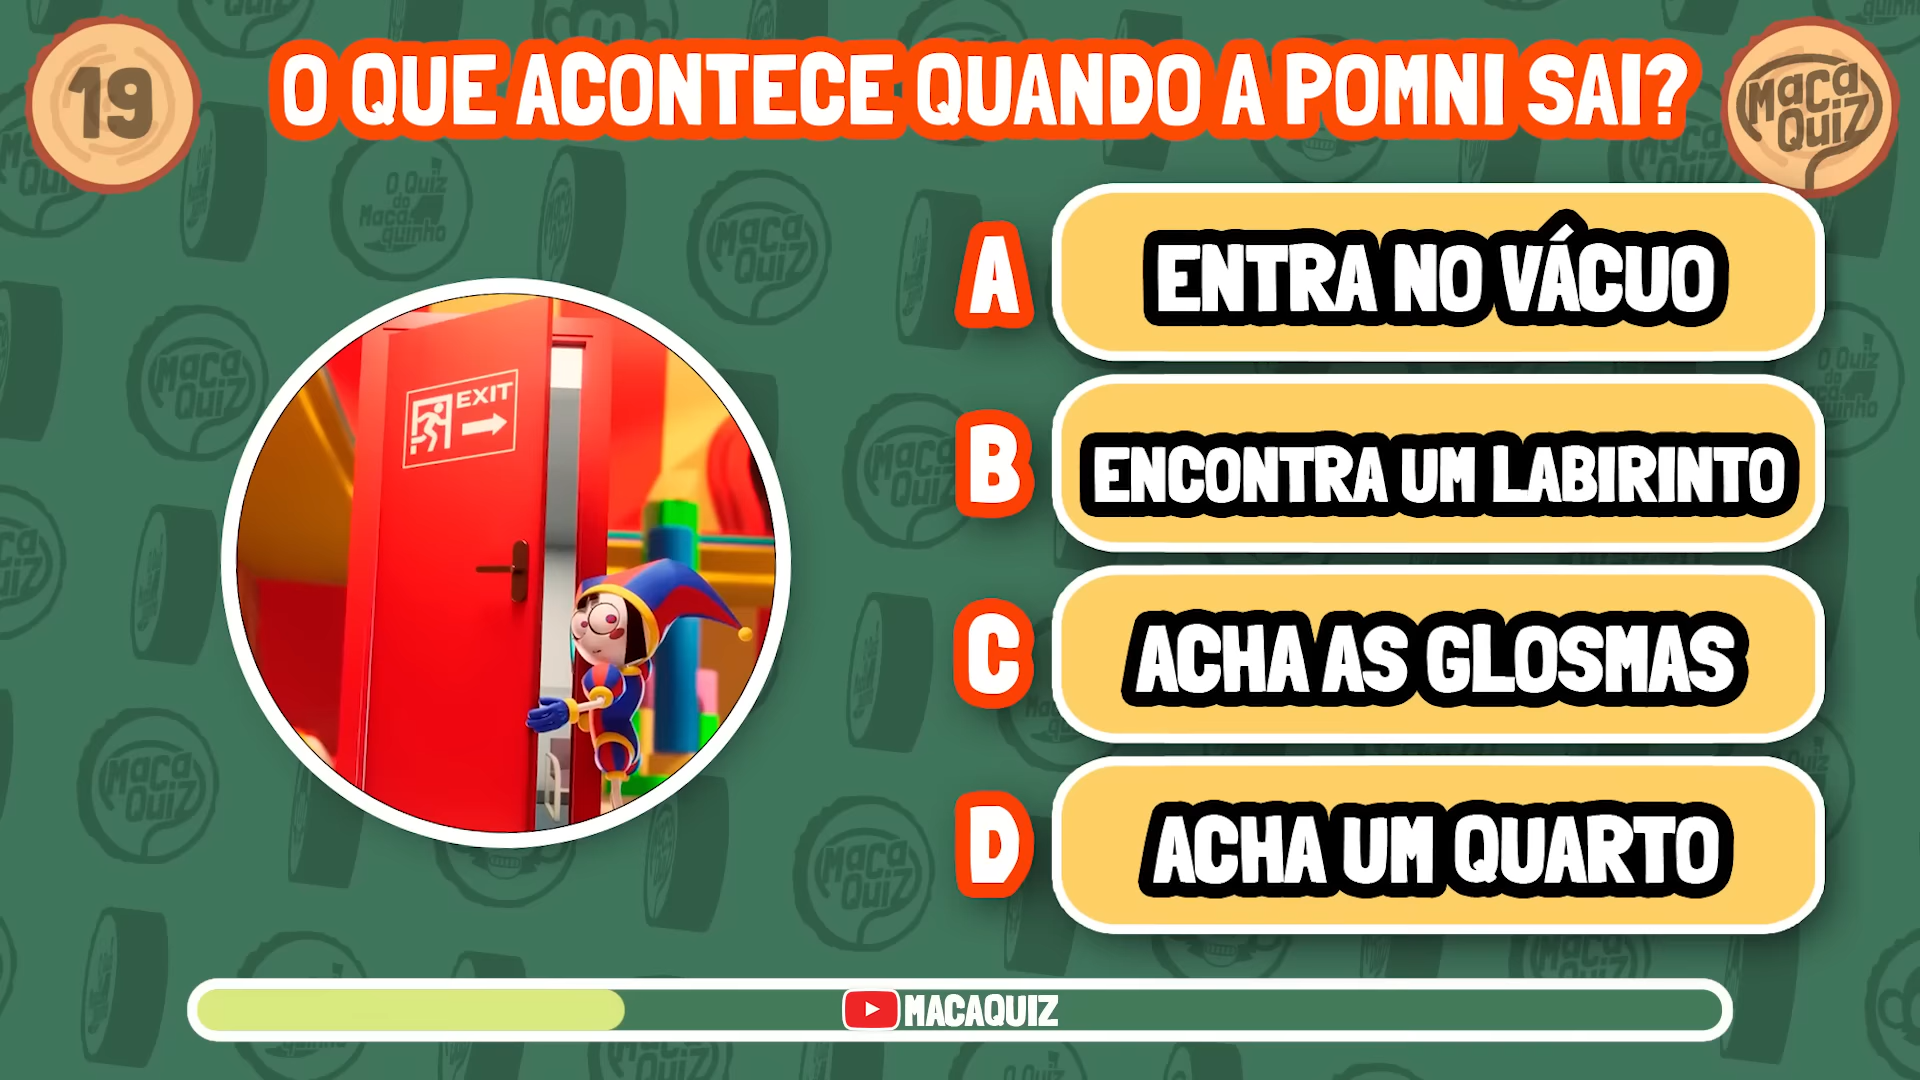 19
O QUE ACONTECE QUANDO A POMNI SAI?
MACA
QUIZ
A
ENTRA NO VÁCUO
EXIT
B
ENCONTRA UM LABIRINTO
C
ACHA AS GLOSMAS
D
ACHA UM QUARTO
MACAQUIZ